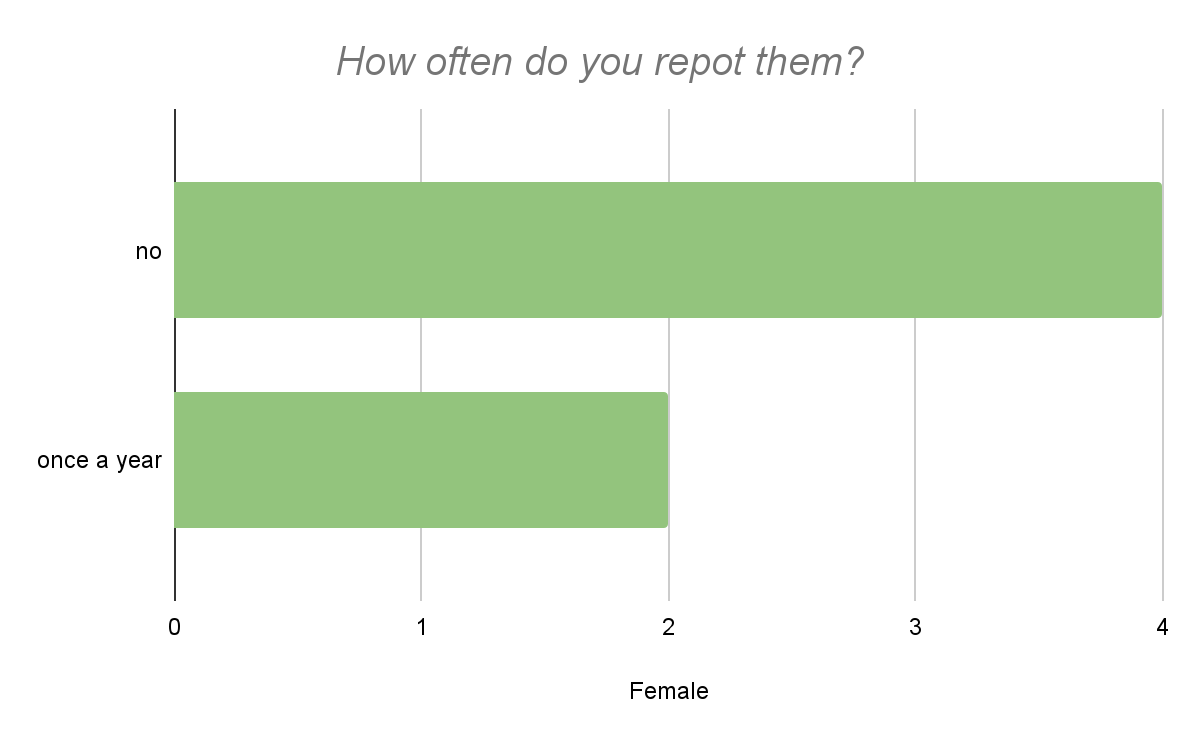 How often do you repot them?
no
once a year
0 1 2 3 4
Female